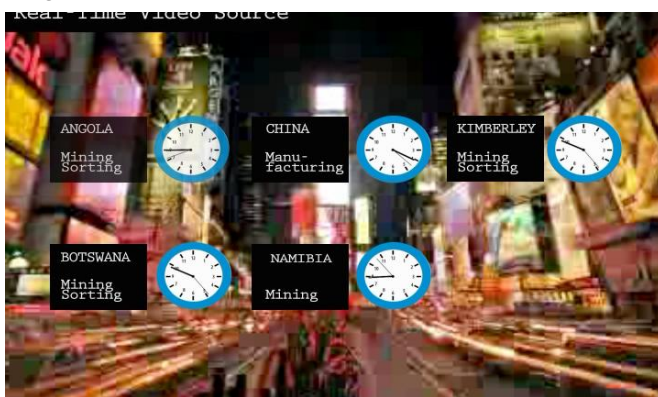 Real-Time Video Source
ANGOLA
Mining
Sorting
CHINA
Manu-
facturing
KIMBERLEY
Mining
Sorting
BOTSWANA
Mining
Sorting
NAMIBIA
Mining